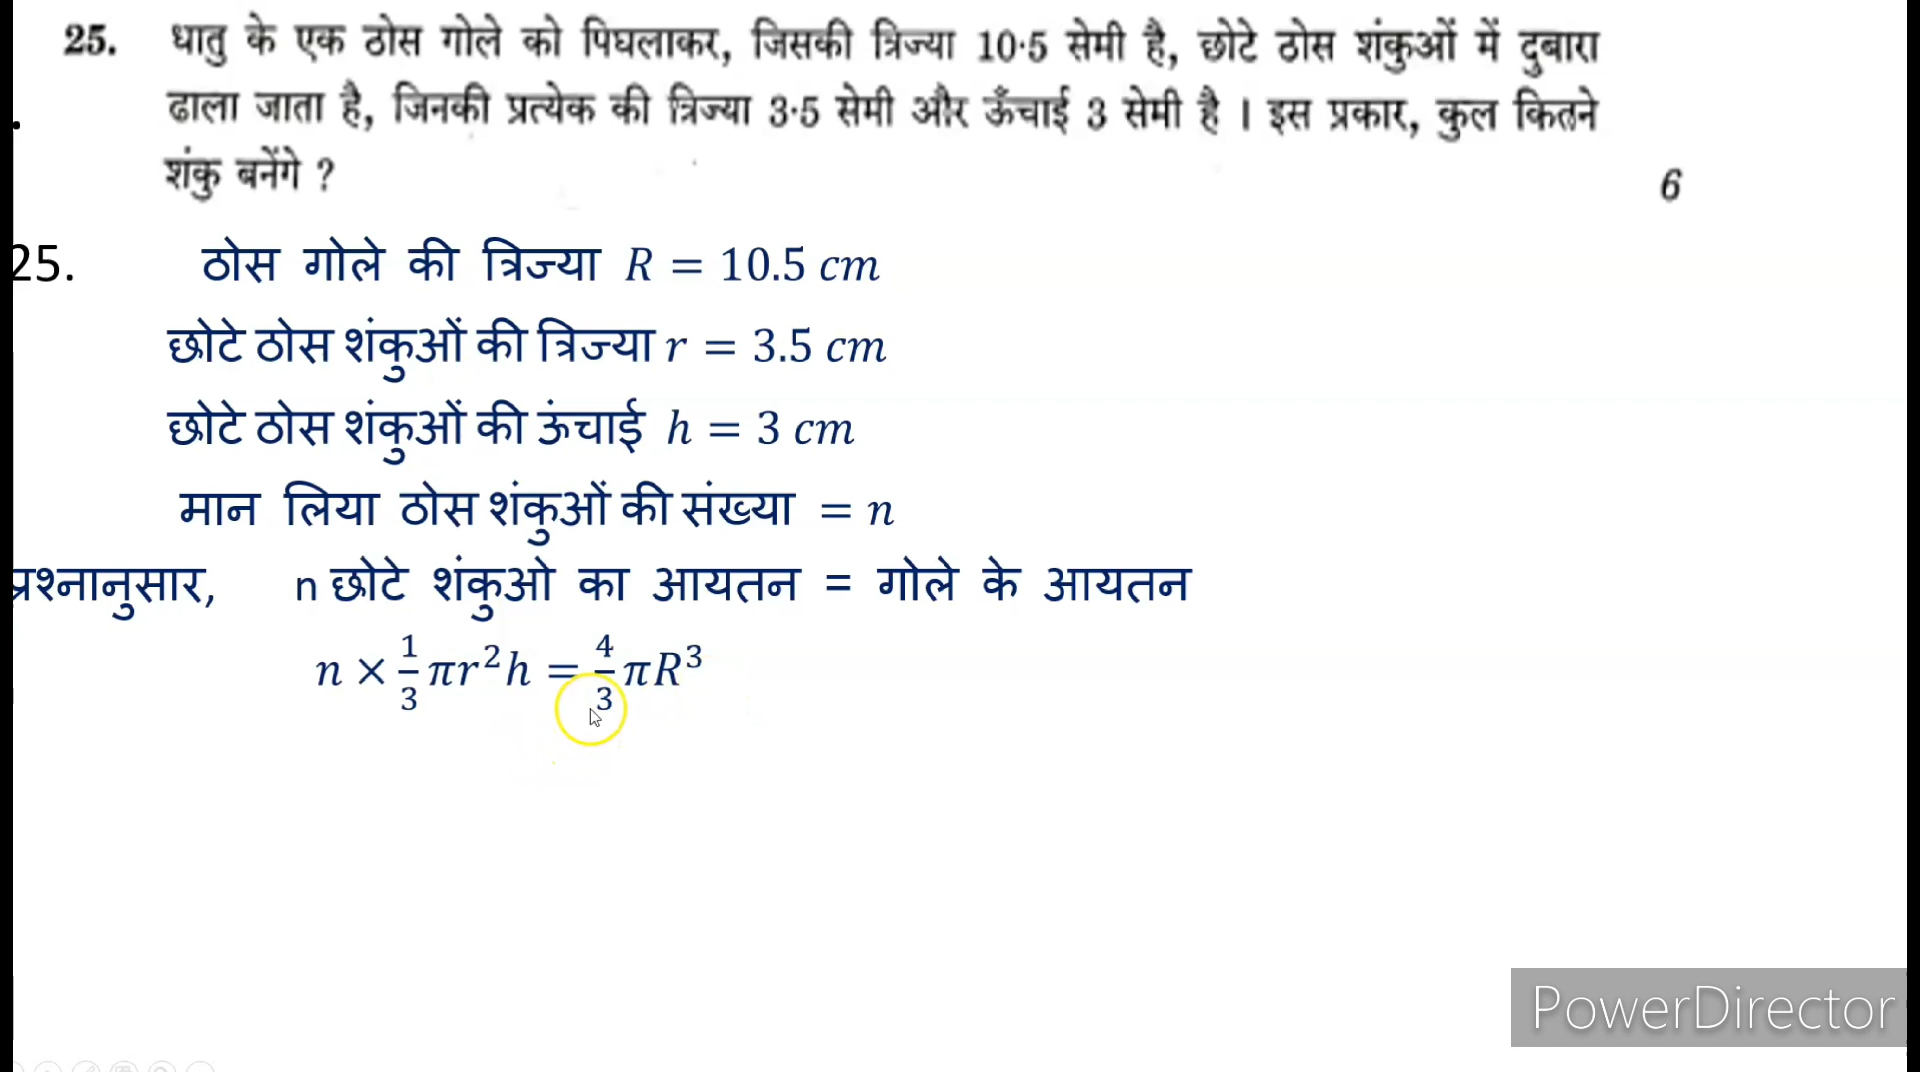 25. धातु के एक ठोस गोले को पिघलाकर, जिसकी त्रिज्या 10·5 सेमी है, छोटे ठोस शंकुओं में दुबारा
ढाला जाता है, जिनकी प्रत्येक की त्रिज्या 3·5 सेमी और ऊँचाई 3 सेमी है । इस प्रकार, कुल कितने
शंकु बनेंगे ? 6
25. ठोस गोले की त्रिज्या R = 10.5 cm
छोटे ठोस शंकुओं की त्रिज्या r = 3.5 cm
छोटे ठोस शंकुओं की ऊंचाई h = 3 cm
मान लिया ठोस शंकुओं की संख्या = n
प्रश्नानुसार, n छोटे शंकुओ का आयतन = गोले के आयतन
n × 1/3 πr²h = 4/3 πR³
PowerDirector